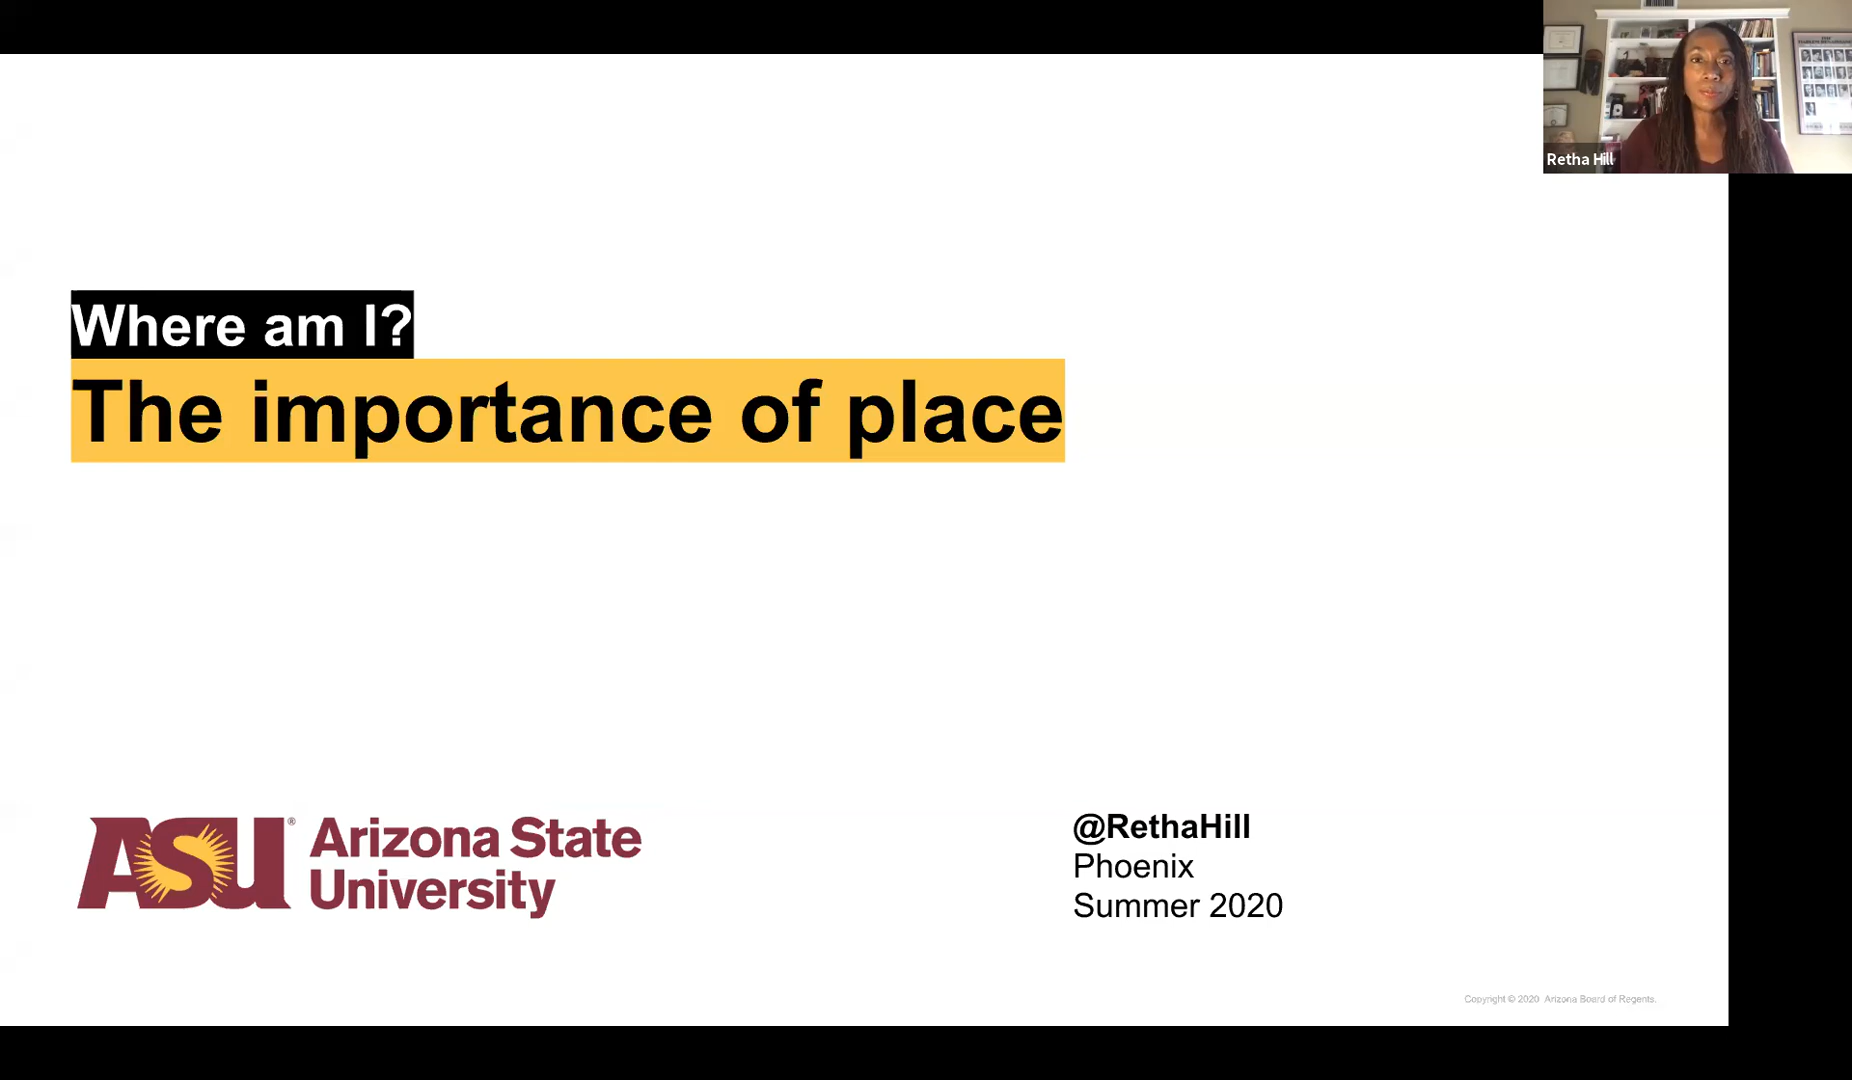 Retha Hill
Where am I?
The importance of place
ASU®
Arizona State
University
@RethaHill
Phoenix
Summer 2020
Copyright © 2020 Arizona Board of Regents.